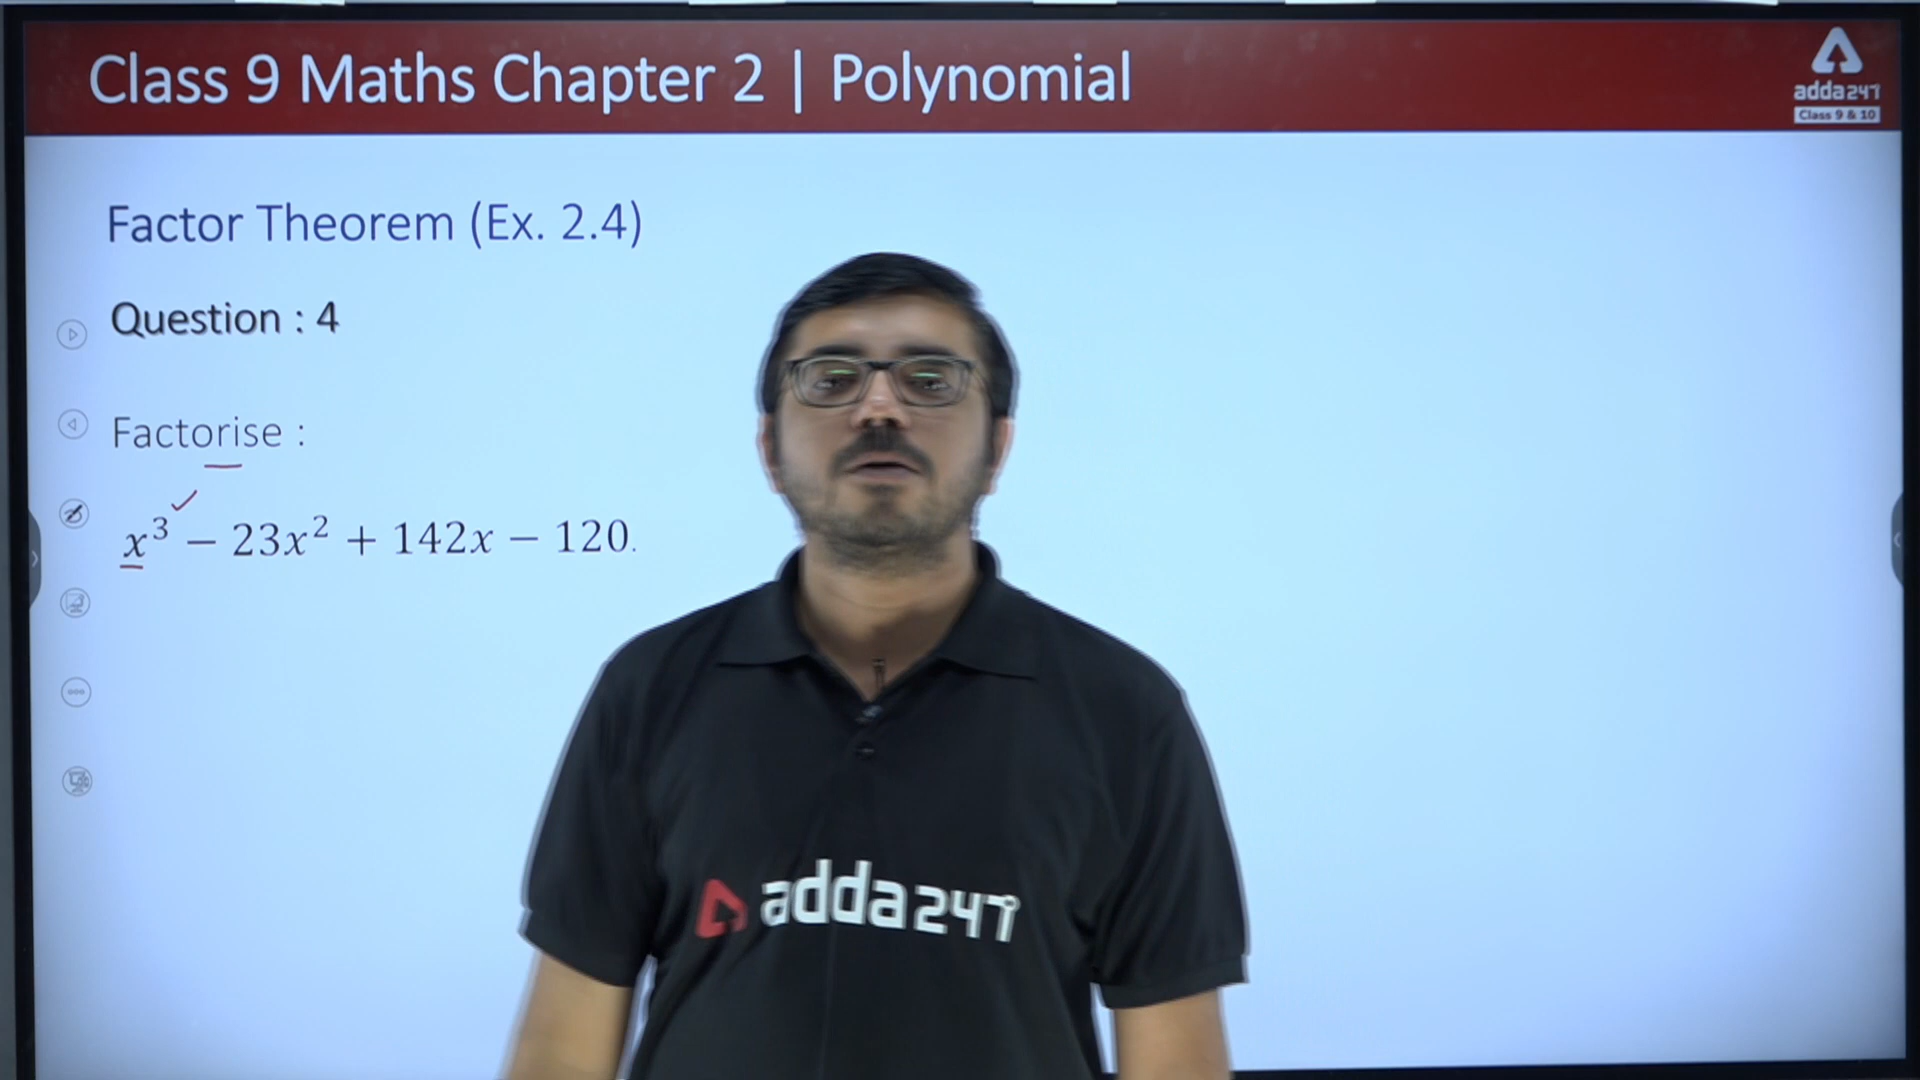 Class 9 Maths Chapter 2 | Polynomial
adda247
Class 9 & 10
Factor Theorem (Ex. 2.4)
Question : 4
Factorise :
x³ − 23x² + 142x − 120.
adda247